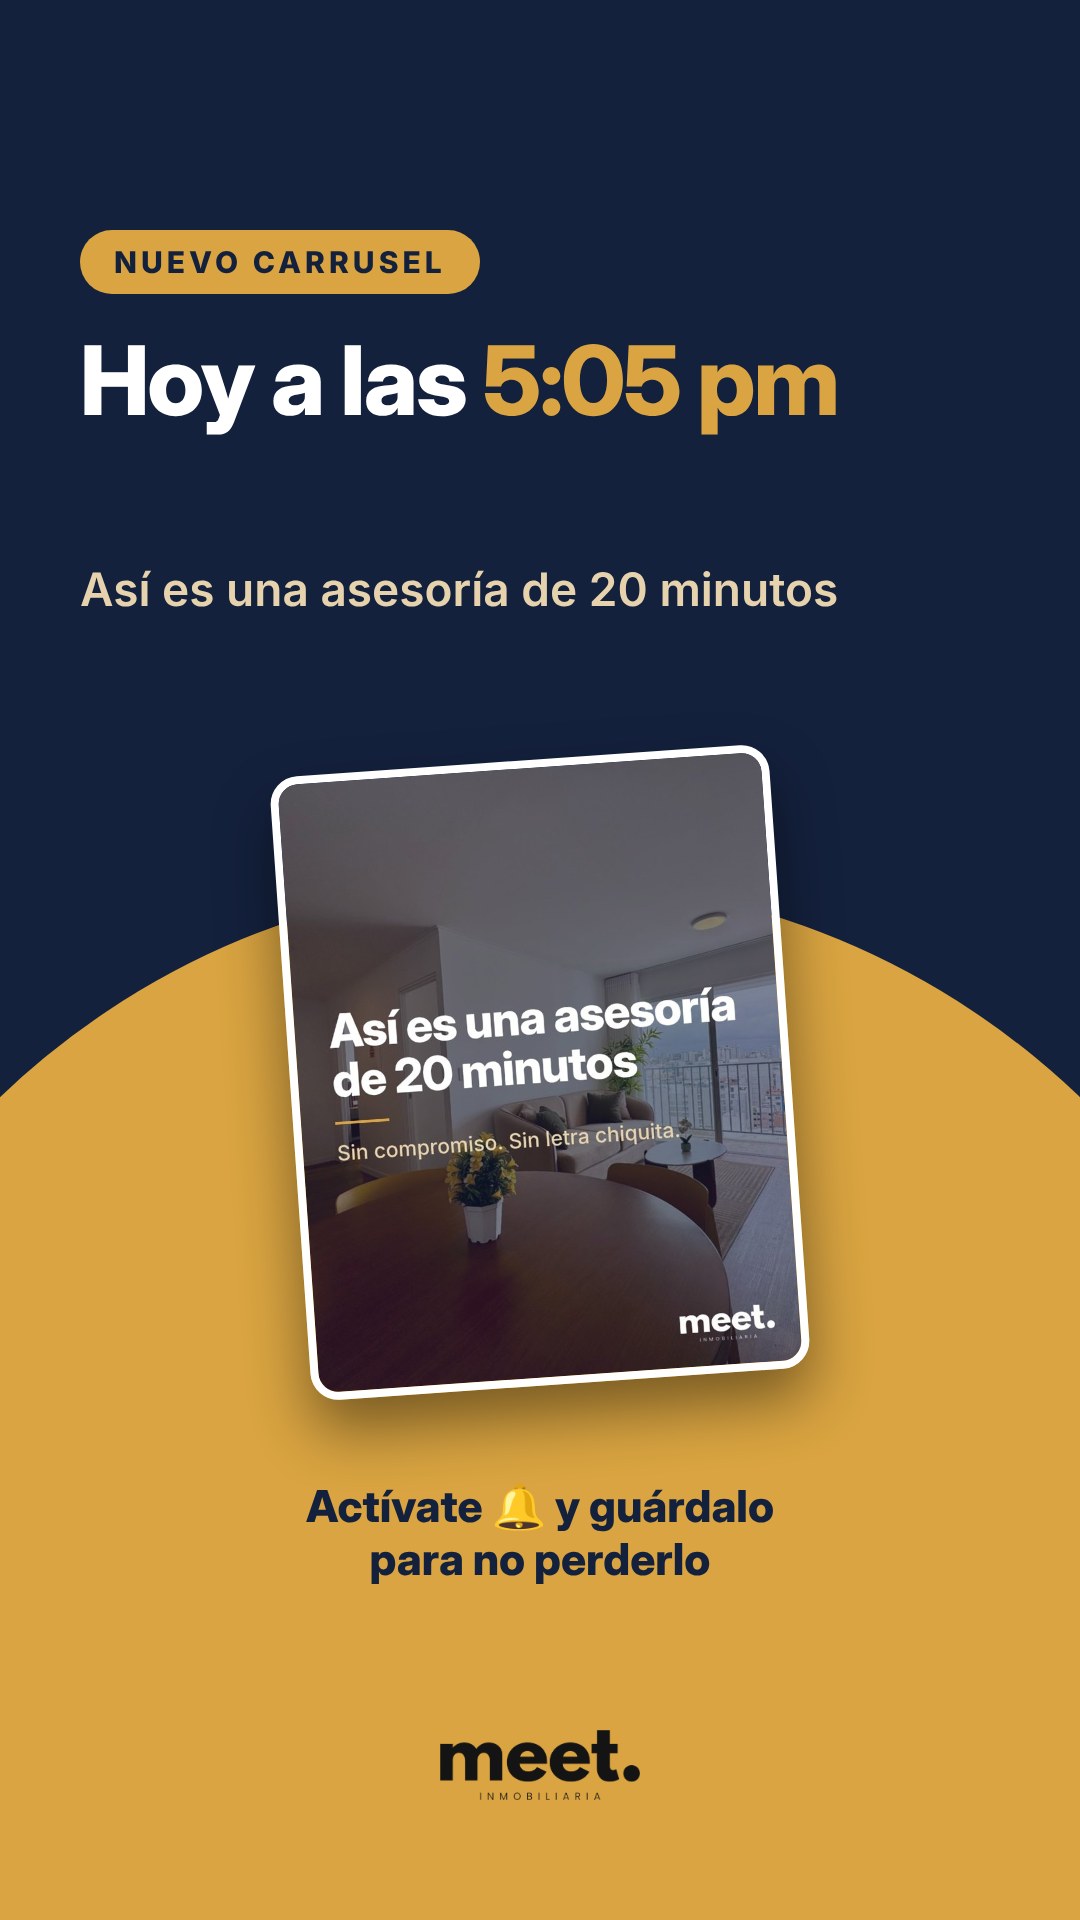 NUEVO CARRUSEL
Hoy a las 5:05 pm
Así es una asesoría de 20 minutos
Así es una asesoría
de 20 minutos
Sin compromiso. Sin letra chiquita.
meet.
INMOBILIARIA
Actívate 🔔 y guárdalo
para no perderlo
meet.
INMOBILIARIA